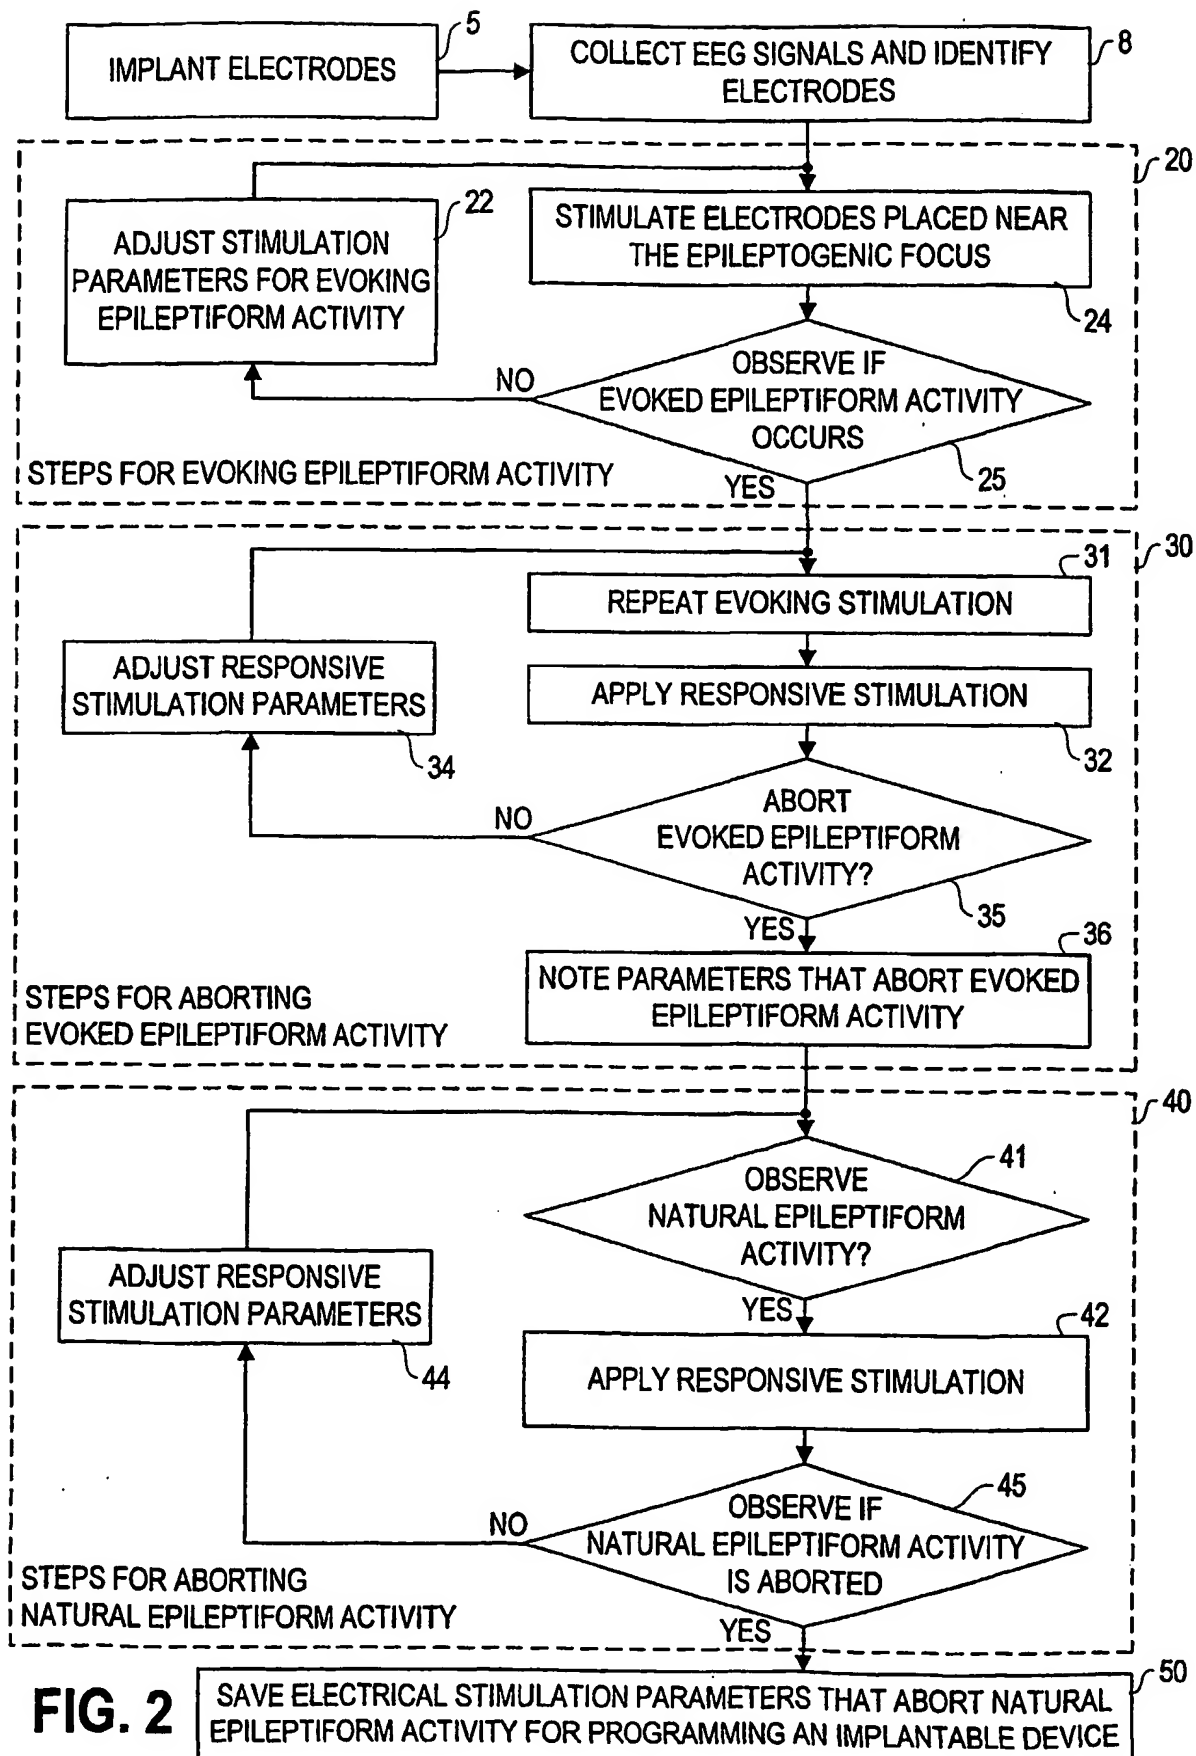 5
IMPLANT ELECTRODES
8
COLLECT EEG SIGNALS AND IDENTIFY
ELECTRODES
20
22
ADJUST STIMULATION
PARAMETERS FOR EVOKING
EPILEPTIFORM ACTIVITY
STIMULATE ELECTRODES PLACED NEAR
THE EPILEPTOGENIC FOCUS
24
NO
OBSERVE IF
EVOKED EPILEPTIFORM ACTIVITY
OCCURS
25
STEPS FOR EVOKING EPILEPTIFORM ACTIVITY
YES
30
31
REPEAT EVOKING STIMULATION
ADJUST RESPONSIVE
STIMULATION PARAMETERS
34
APPLY RESPONSIVE STIMULATION
32
NO
ABORT
EVOKED EPILEPTIFORM
ACTIVITY?
35
YES
36
NOTE PARAMETERS THAT ABORT EVOKED
EPILEPTIFORM ACTIVITY
STEPS FOR ABORTING
EVOKED EPILEPTIFORM ACTIVITY
40
41
OBSERVE
NATURAL EPILEPTIFORM
ACTIVITY?
ADJUST RESPONSIVE
STIMULATION PARAMETERS
44
YES
42
APPLY RESPONSIVE STIMULATION
45
NO
OBSERVE IF
NATURAL EPILEPTIFORM ACTIVITY
IS ABORTED
STEPS FOR ABORTING
NATURAL EPILEPTIFORM ACTIVITY
YES
50
FIG. 2
SAVE ELECTRICAL STIMULATION PARAMETERS THAT ABORT NATURAL
EPILEPTIFORM ACTIVITY FOR PROGRAMMING AN IMPLANTABLE DEVICE